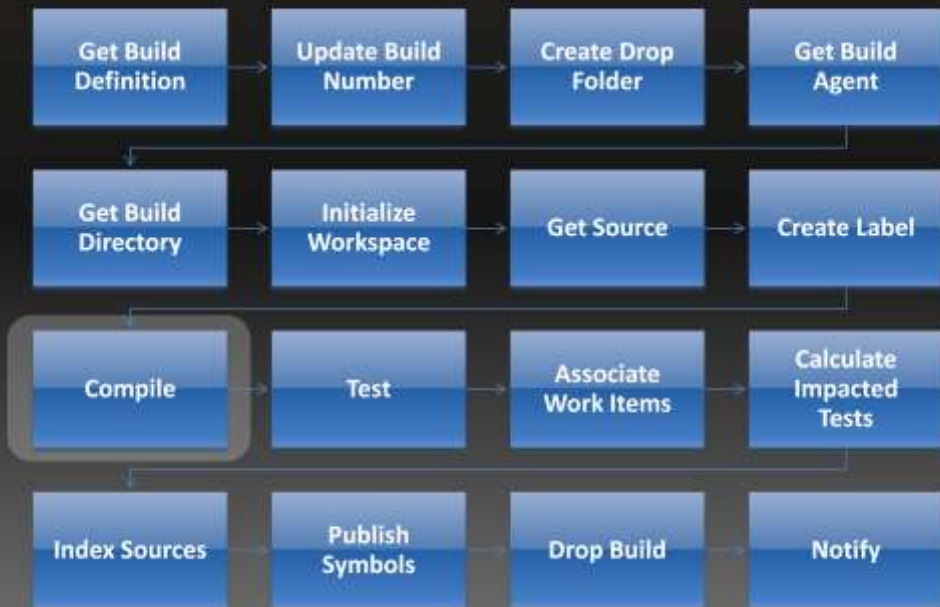 Get Build
Definition
Update Build
Number
Create Drop
Folder
Get Build
Agent
Get Build
Directory
Initialize
Workspace
Get Source
Create Label
Compile
Test
Associate
Work Items
Calculate
Impacted
Tests
Index Sources
Publish
Symbols
Drop Build
Notify